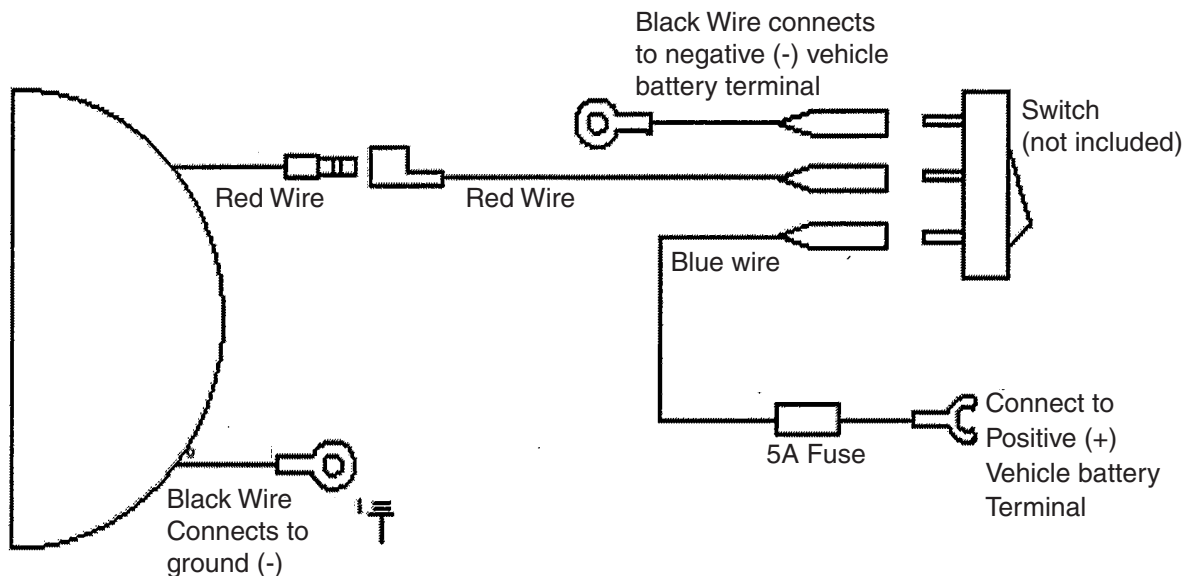 Black Wire connects
to negative (-) vehicle
battery terminal
Switch
(not included)
Red Wire
Red Wire
Blue wire
5A Fuse
Connect to
Positive (+)
Vehicle battery
Terminal
Black Wire
Connects to
ground (-)